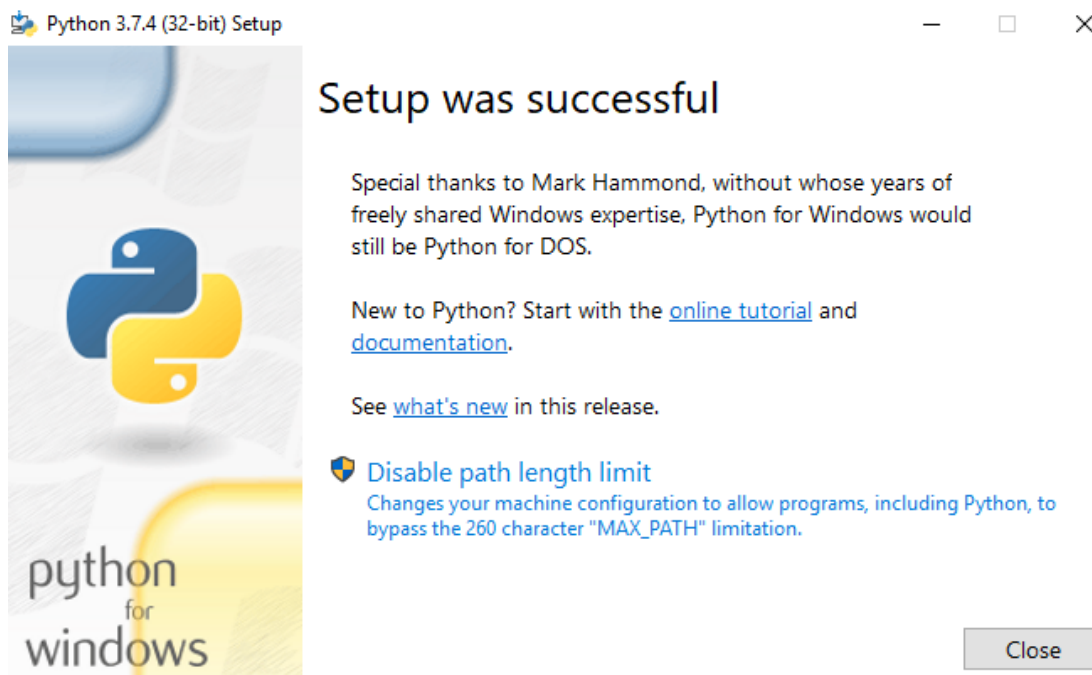 Python 3.7.4 (32-bit) Setup
Setup was successful
Special thanks to Mark Hammond, without whose years of
freely shared Windows expertise, Python for Windows would
still be Python for DOS.
New to Python? Start with the online tutorial and
documentation.
See what's new in this release.
Disable path length limit
Changes your machine configuration to allow programs, including Python, to
bypass the 260 character "MAX_PATH" limitation.
python
for
windows
Close